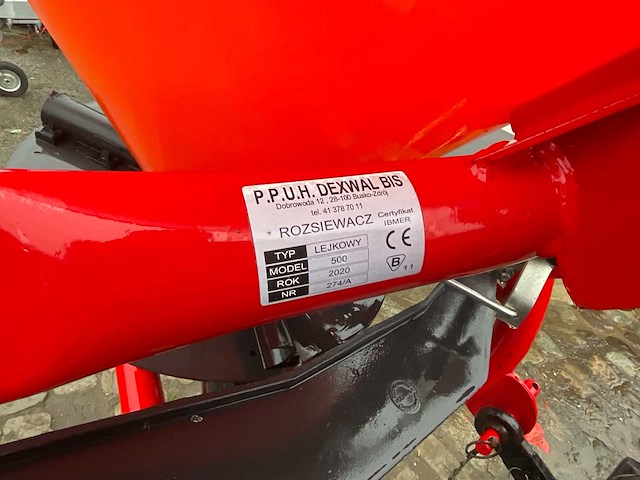 P.P.U.H. DEXWAL BIS
Dobrowoda 12 , 28-100 Busko-Zdrój
tel. 41 378 70 11
ROZSIEWACZ
Certyfikat
IBMER
TYP LEJKOWY
MODEL 500
ROK 2020
NR 274/A
CE
B 11